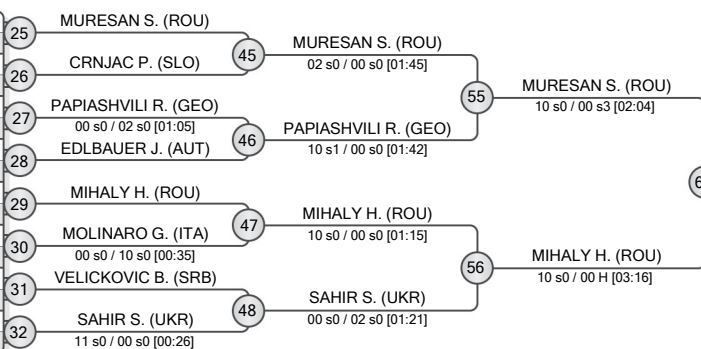 25
MURESAN S. (ROU)
26
CRNJAC P. (SLO)
45
MURESAN S. (ROU)
02 s0 / 00 s0 [01:45]
27
PAPIASHVILI R. (GEO)
00 s0 / 02 s0 [01:05]
28
EDLBAUER J. (AUT)
46
PAPIASHVILI R. (GEO)
10 s1 / 00 s0 [01:42]
55
MURESAN S. (ROU)
10 s0 / 00 s3 [02:04]
29
MIHALY H. (ROU)
30
MOLINARO G. (ITA)
00 s0 / 10 s0 [00:35]
47
MIHALY H. (ROU)
10 s0 / 00 s0 [01:15]
31
VELICKOVIC B. (SRB)
32
SAHIR S. (UKR)
11 s0 / 00 s0 [00:26]
48
SAHIR S. (UKR)
00 s0 / 02 s0 [01:21]
56
MIHALY H. (ROU)
10 s0 / 00 H [03:16]